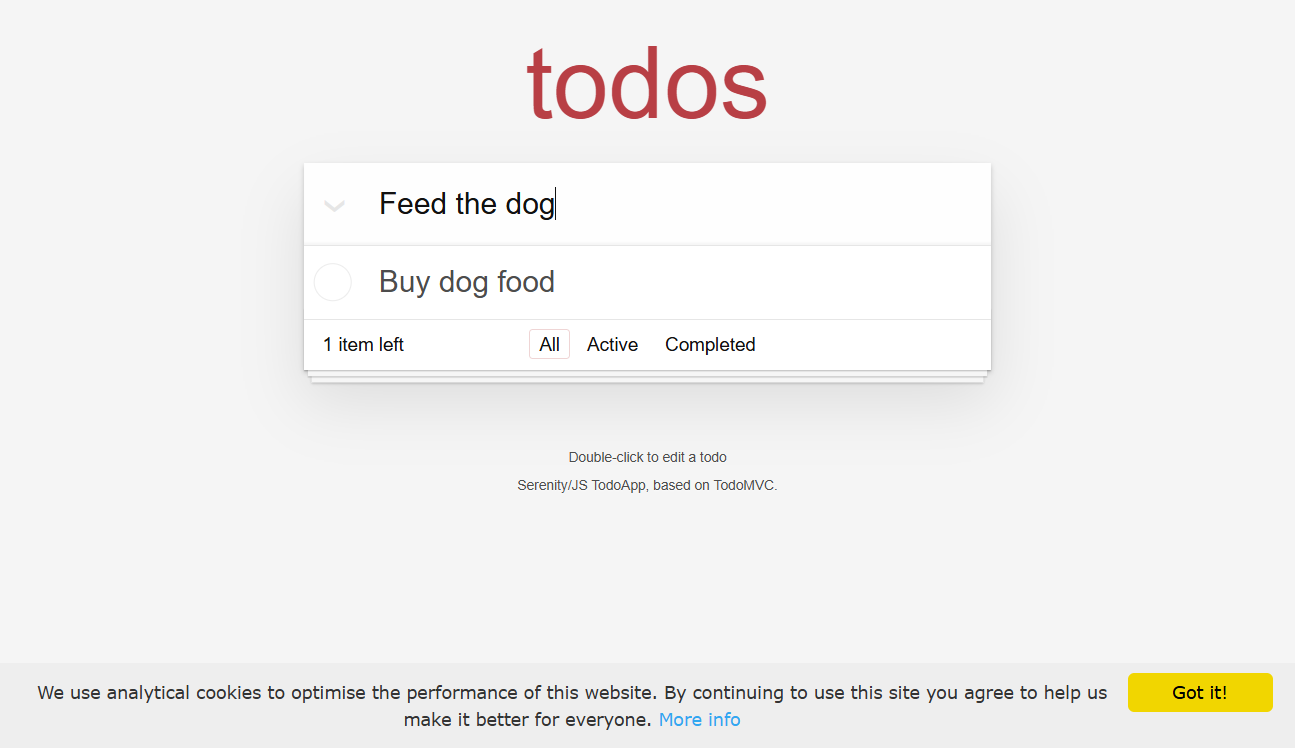 todos
Feed the dog
Buy dog food
1 item left All Active Completed
Double-click to edit a todo
Serenity/JS TodoApp, based on TodoMVC.
We use analytical cookies to optimise the performance of this website. By continuing to use this site you agree to help us
make it better for everyone. More info
Got it!